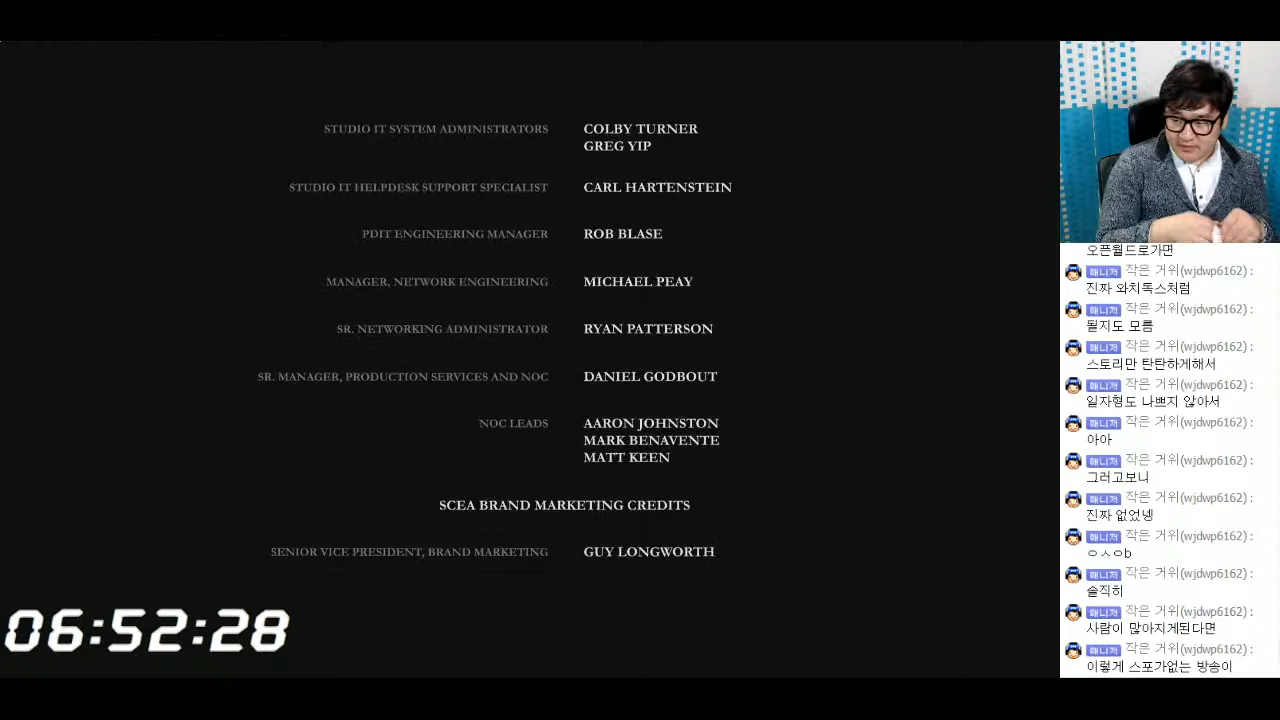 STUDIO IT SYSTEM ADMINISTRATORS COLBY TURNER
GREG YIP
STUDIO IT HELPDESK SUPPORT SPECIALIST CARL HARTENSTEIN
PDIT ENGINEERING MANAGER ROB BLASE
MANAGER, NETWORK ENGINEERING MICHAEL PEAY
SR. NETWORKING ADMINISTRATOR RYAN PATTERSON
SR. MANAGER, PRODUCTION SERVICES AND NOC DANIEL GODBOUT
NOC LEADS AARON JOHNSTON
MARK BENAVENTE
MATT KEEN
SCEA BRAND MARKETING CREDITS
SENIOR VICE PRESIDENT, BRAND MARKETING GUY LONGWORTH
06:52:28
오픈월드로가면
매니저 작은 거위(wjdwp6162) :
진짜 와치독스처럼
매니저 작은 거위(wjdwp6162) :
될지도 모름
매니저 작은 거위(wjdwp6162) :
스토리만 탄탄하게해서
매니저 작은 거위(wjdwp6162) :
일자형도 나쁘지 않아서
매니저 작은 거위(wjdwp6162) :
아아
매니저 작은 거위(wjdwp6162) :
그러고보니
매니저 작은 거위(wjdwp6162) :
진짜 없었넹
매니저 작은 거위(wjdwp6162) :
ㅇㅅㅇb
매니저 작은 거위(wjdwp6162) :
솔직히
매니저 작은 거위(wjdwp6162) :
사람이 많아지게된다면
매니저 작은 거위(wjdwp6162) :
이렇게 스포가없는 방송이